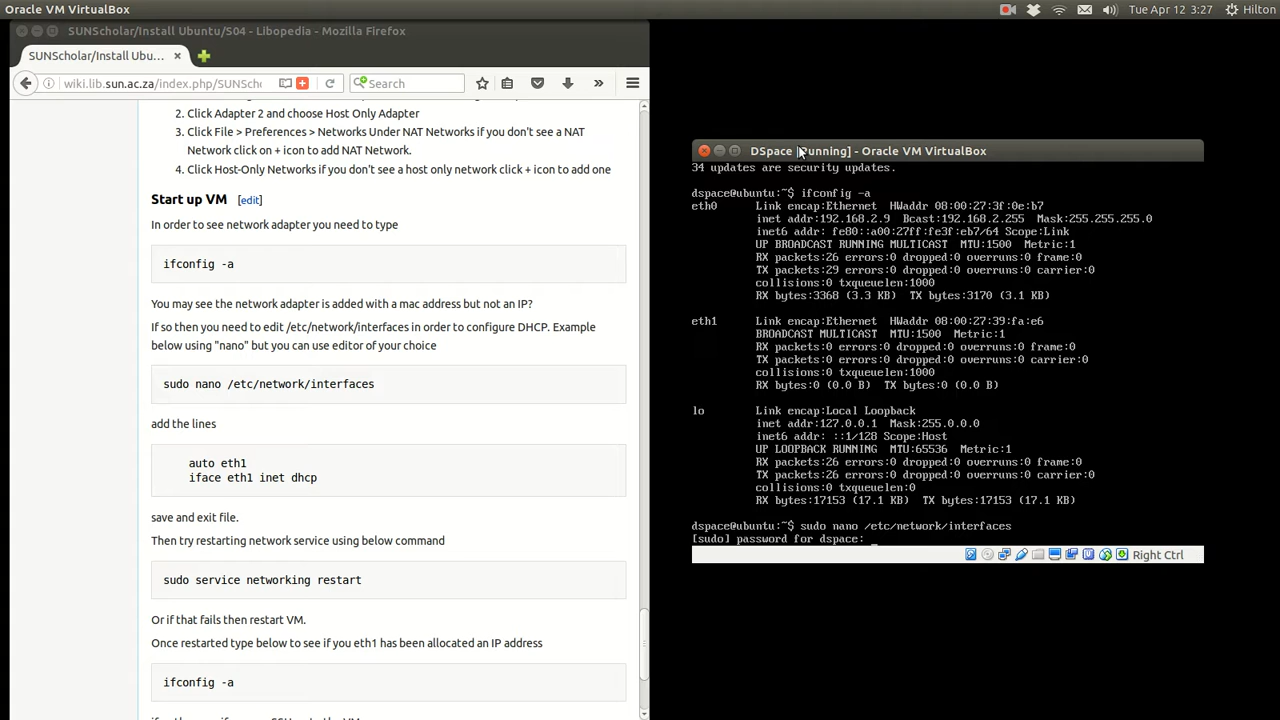 Oracle VM VirtualBox
Tue Apr 12 3:27
Hilton
SUNScholar/Install Ubuntu/S04 - Libopedia - Mozilla Firefox
SUNScholar/Install Ubu...
wiki.lib.sun.ac.za/index.php/SUNSch
Search
2. Click Adapter 2 and choose Host Only Adapter
3. Click File > Preferences > Networks Under NAT Networks if you don't see a NAT
Network click on + icon to add NAT Network.
4. Click Host-Only Networks if you don't see a host only network click + icon to add one
Start up VM [edit]
In order to see network adapter you need to type
ifconfig -a
You may see the network adapter is added with a mac address but not an IP?
If so then you need to edit /etc/network/interfaces in order to configure DHCP. Example
below using "nano" but you can use editor of your choice
sudo nano /etc/network/interfaces
add the lines
auto eth1
iface eth1 inet dhcp
save and exit file.
Then try restarting network service using below command
sudo service networking restart
Or if that fails then restart VM.
Once restarted type below to see if you eth1 has been allocated an IP address
ifconfig -a
DSpace [Running] - Oracle VM VirtualBox
34 updates are security updates.
dspace@ubuntu:~$ ifconfig -a
eth0 Link encap:Ethernet HWaddr 08:00:27:3f:0e:b7
inet addr:192.168.2.9 Bcast:192.168.2.255 Mask:255.255.255.0
inet6 addr: fe80::a00:27ff:fe3f:eb7/64 Scope:Link
UP BROADCAST RUNNING MULTICAST MTU:1500 Metric:1
RX packets:26 errors:0 dropped:0 overruns:0 frame:0
TX packets:29 errors:0 dropped:0 overruns:0 carrier:0
collisions:0 txqueuelen:1000
RX bytes:3368 (3.3 KB) TX bytes:3170 (3.1 KB)
eth1 Link encap:Ethernet HWaddr 08:00:27:39:fa:e6
BROADCAST MULTICAST MTU:1500 Metric:1
RX packets:0 errors:0 dropped:0 overruns:0 frame:0
TX packets:0 errors:0 dropped:0 overruns:0 carrier:0
collisions:0 txqueuelen:1000
RX bytes:0 (0.0 B) TX bytes:0 (0.0 B)
lo Link encap:Local Loopback
inet addr:127.0.0.1 Mask:255.0.0.0
inet6 addr: ::1/128 Scope:Host
UP LOOPBACK RUNNING MTU:65536 Metric:1
RX packets:26 errors:0 dropped:0 overruns:0 frame:0
TX packets:26 errors:0 dropped:0 overruns:0 carrier:0
collisions:0 txqueuelen:0
RX bytes:17153 (17.1 KB) TX bytes:17153 (17.1 KB)
dspace@ubuntu:~$ sudo nano /etc/network/interfaces
[sudo] password for dspace: _
Right Ctrl